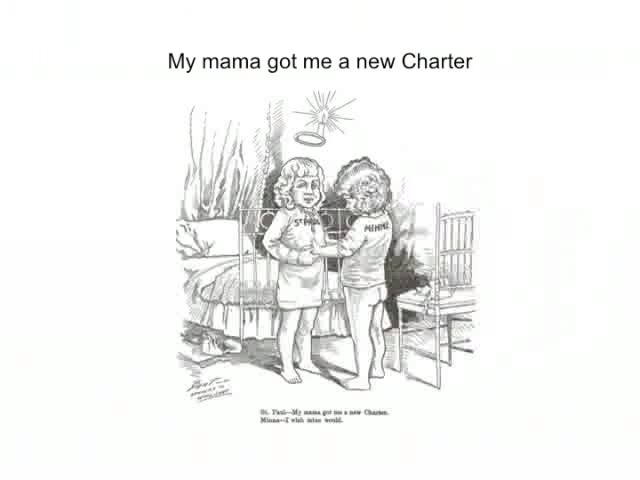 My mama got me a new Charter
ST PAUL
MINNE
St. Paul—My mama got me a new Charter.
Minne—I wish mine would.